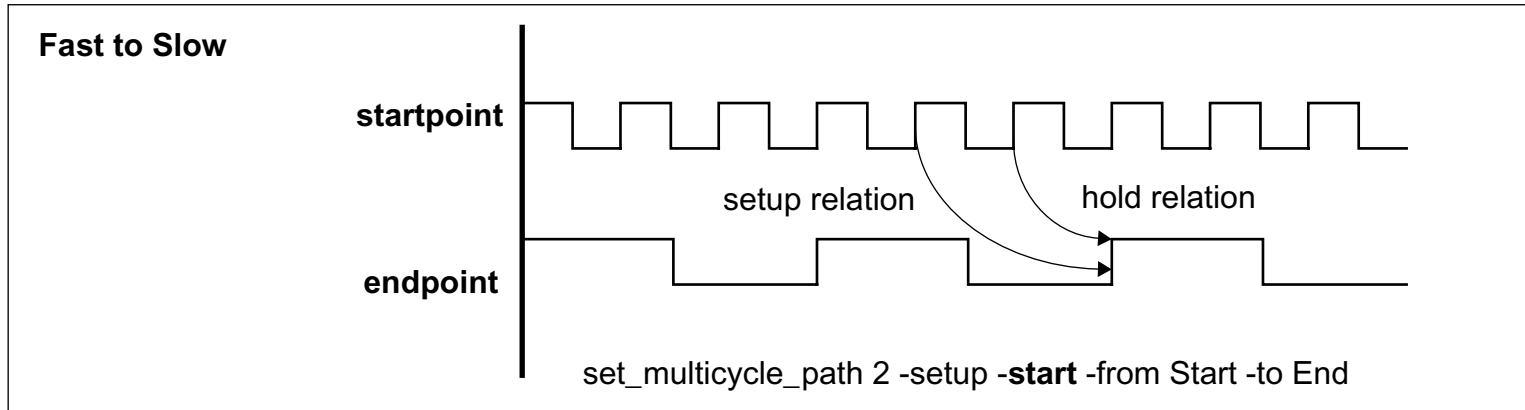 Fast to Slow
startpoint
setup relation
hold relation
endpoint
set_multicycle_path 2 -setup -start -from Start -to End